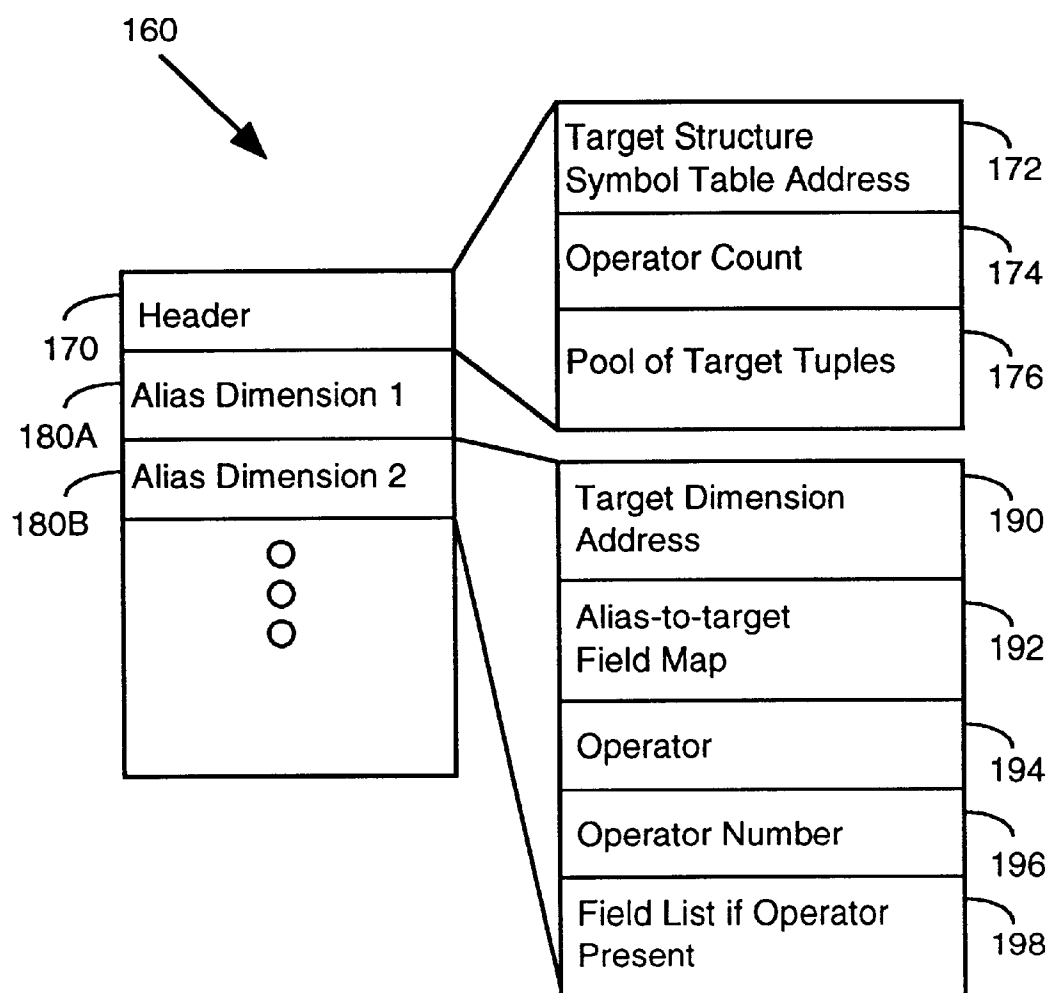 160
Target Structure
Symbol Table Address
172
Operator Count
174
Pool of Target Tuples
176
Header
170
Alias Dimension 1
180A
Alias Dimension 2
180B
Target Dimension
Address
190
Alias-to-target
Field Map
192
Operator
194
Operator Number
196
Field List if Operator
Present
198